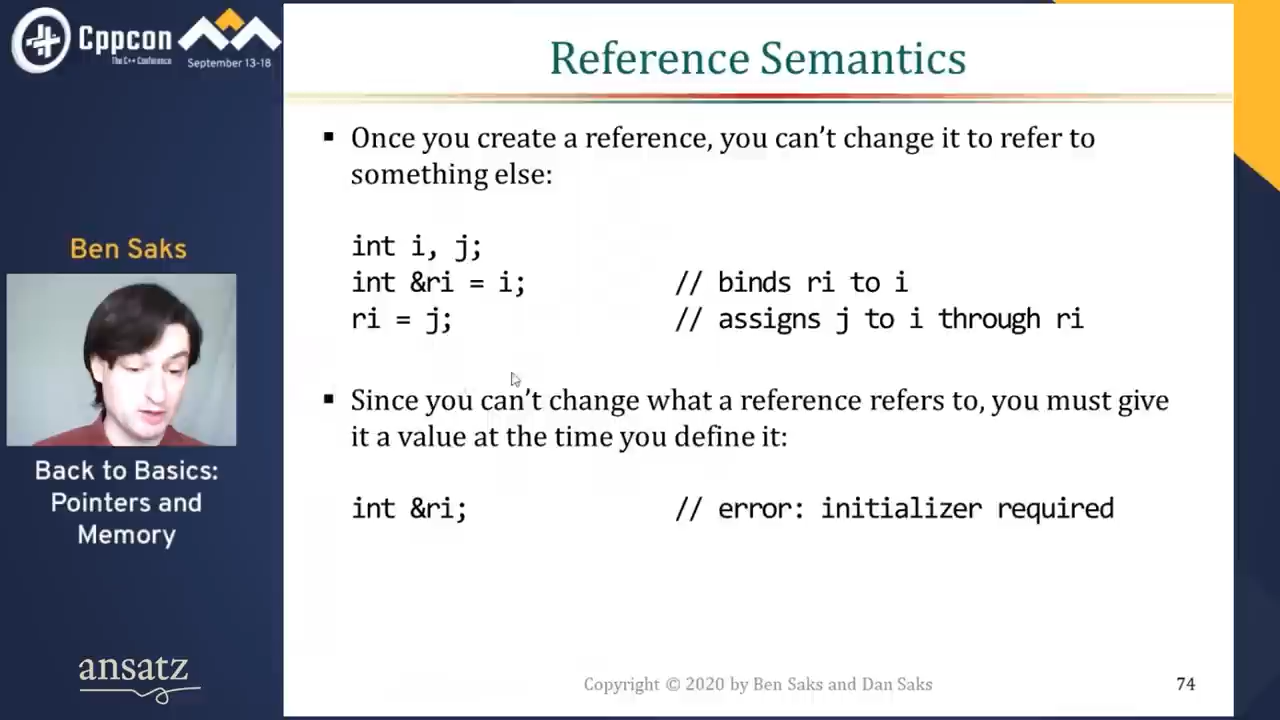 Cppcon
The C++ Conference
September 13-18
Ben Saks
Back to Basics:
Pointers and
Memory
ansatz
Reference Semantics
▪ Once you create a reference, you can’t change it to refer to
something else:
int i, j;
int &ri = i; // binds ri to i
ri = j; // assigns j to i through ri
▪ Since you can’t change what a reference refers to, you must give
it a value at the time you define it:
int &ri; // error: initializer required
Copyright © 2020 by Ben Saks and Dan Saks
74